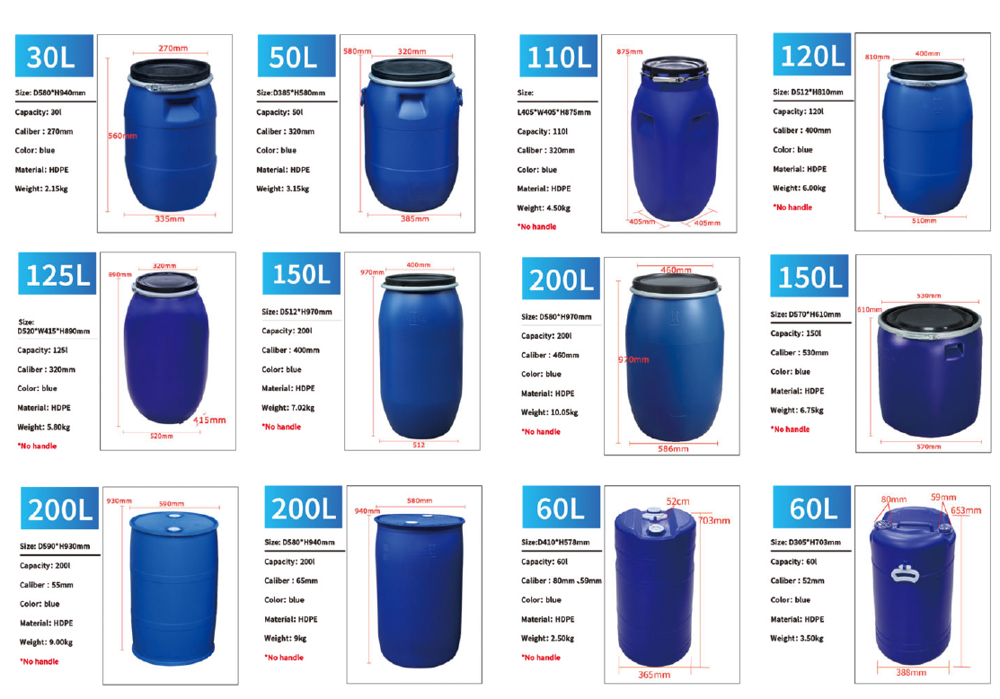 30L
Size: D580*H940mm
Capacity: 30l
Caliber : 270mm
Color: blue
Material: HDPE
Weight: 2.15kg
270mm
560mm
335mm
50L
Size:D385*H580mm
Capacity: 50l
Caliber : 320mm
Color: blue
Material: HDPE
Weight: 3.15kg
580mm
320mm
385mm
110L
Size:
L405*W405*H875mm
Capacity: 110l
Caliber : 320mm
Color: blue
Material: HDPE
Weight: 4.50kg
*No handle
875mm
405mm
405mm
120L
Size: D512*H810mm
Capacity: 120l
Caliber : 400mm
Color: blue
Material: HDPE
Weight: 6.00kg
*No handle
810mm
400mm
510mm
125L
Size:
D520*W415*H890mm
Capacity: 125l
Caliber : 320mm
Color: blue
Material: HDPE
Weight: 5.80kg
*No handle
320mm
890mm
415mm
520mm
150L
Size: D512*H970mm
Capacity: 200l
Caliber : 400mm
Color: blue
Material: HDPE
Weight: 7.02kg
*No handle
400mm
970mm
512
200L
Size: D580*H970mm
Capacity: 200l
Caliber : 460mm
Color: blue
Material: HDPE
Weight: 10.05kg
*No handle
460mm
970mm
586mm
150L
Size: D570*H610mm
Capacity: 150l
Caliber : 530mm
Color: blue
Material: HDPE
Weight: 6.75kg
*No handle
530mm
610mm
570mm
200L
Size: D590*H930mm
Capacity: 200l
Caliber : 55mm
Color: blue
Material: HDPE
Weight: 9.00kg
*No handle
930mm
590mm
200L
Size: D580*H940mm
Capacity: 200l
Caliber : 65mm
Color: blue
Material: HDPE
Weight: 9kg
*No handle
580mm
940mm
60L
Size:D410*H578mm
Capacity: 60l
Caliber : 80mm、59mm
Color: blue
Material: HDPE
Weight: 2.50kg
*No handle
52cm
703mm
365mm
60L
Size: D305*H703mm
Capacity: 60l
Caliber : 52mm
Color: blue
Material: HDPE
Weight: 3.50kg
80mm
59mm
653mm
388mm